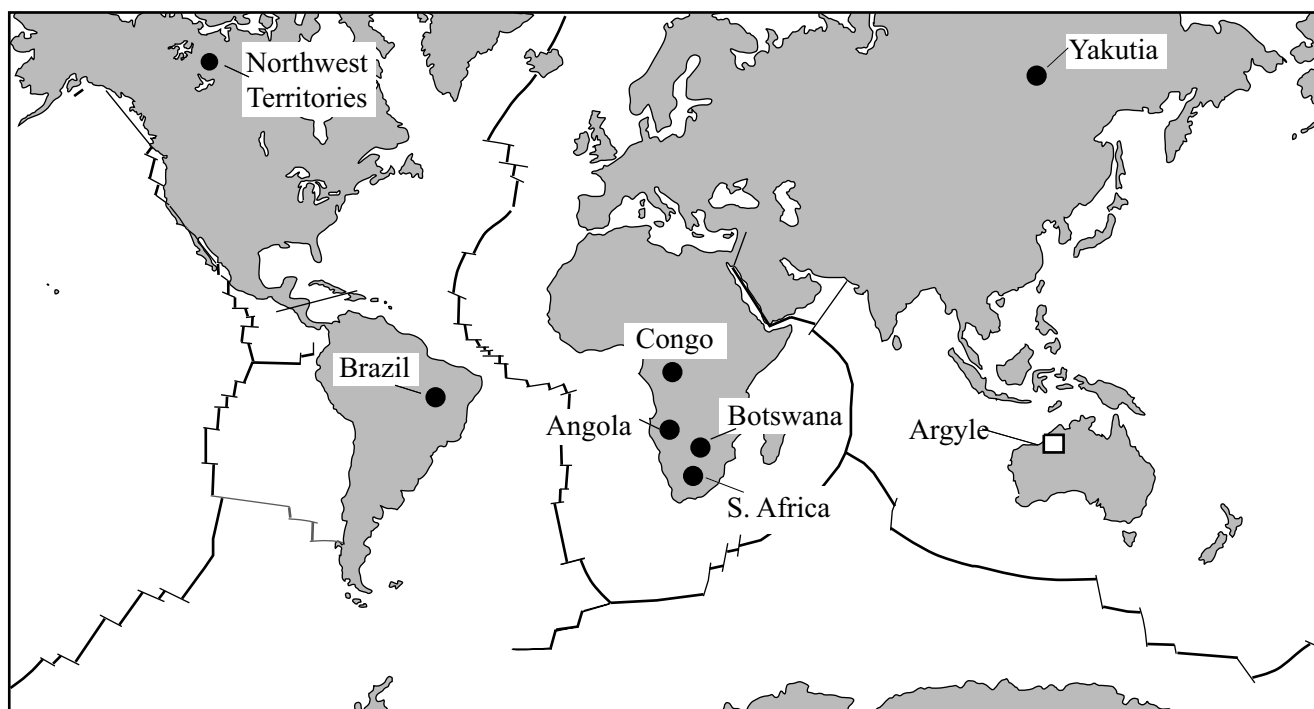 Northwest
Territories
Yakutia
Congo
Brazil
Angola
Botswana
Argyle
S. Africa